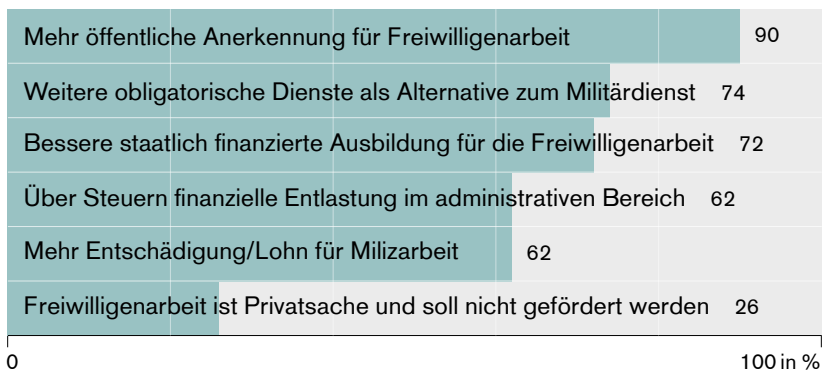 Mehr öffentliche Anerkennung für Freiwilligenarbeit 90
Weitere obligatorische Dienste als Alternative zum Militärdienst 74
Bessere staatlich finanzierte Ausbildung für die Freiwilligenarbeit 72
Über Steuern finanzielle Entlastung im administrativen Bereich 62
Mehr Entschädigung/Lohn für Milizarbeit 62
Freiwilligenarbeit ist Privatsache und soll nicht gefördert werden 26
0 100 in %